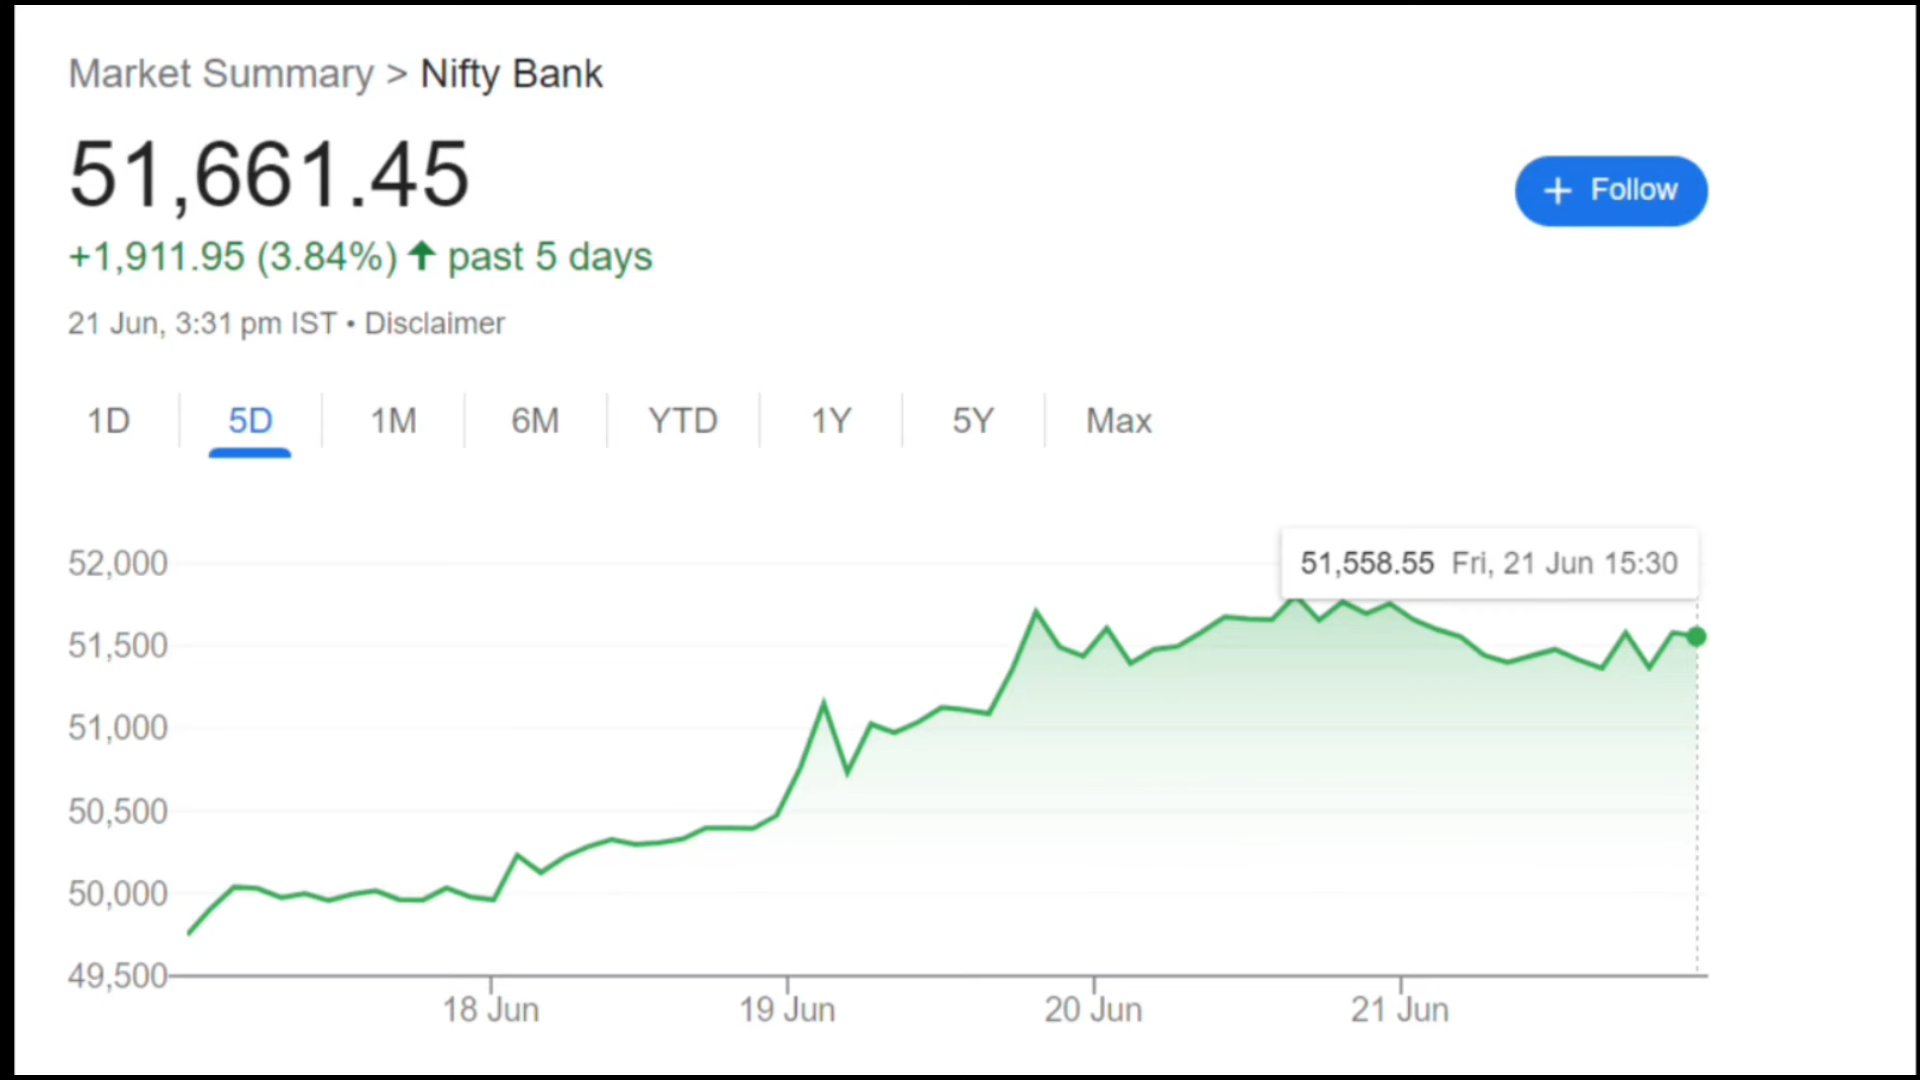 Market Summary > Nifty Bank
51,661.45
+ Follow
+1,911.95 (3.84%) ↑ past 5 days
21 Jun, 3:31 pm IST • Disclaimer
1D 5D 1M 6M YTD 1Y 5Y Max
51,558.55 Fri, 21 Jun 15:30
52,000
51,500
51,000
50,500
50,000
49,500
18 Jun 19 Jun 20 Jun 21 Jun